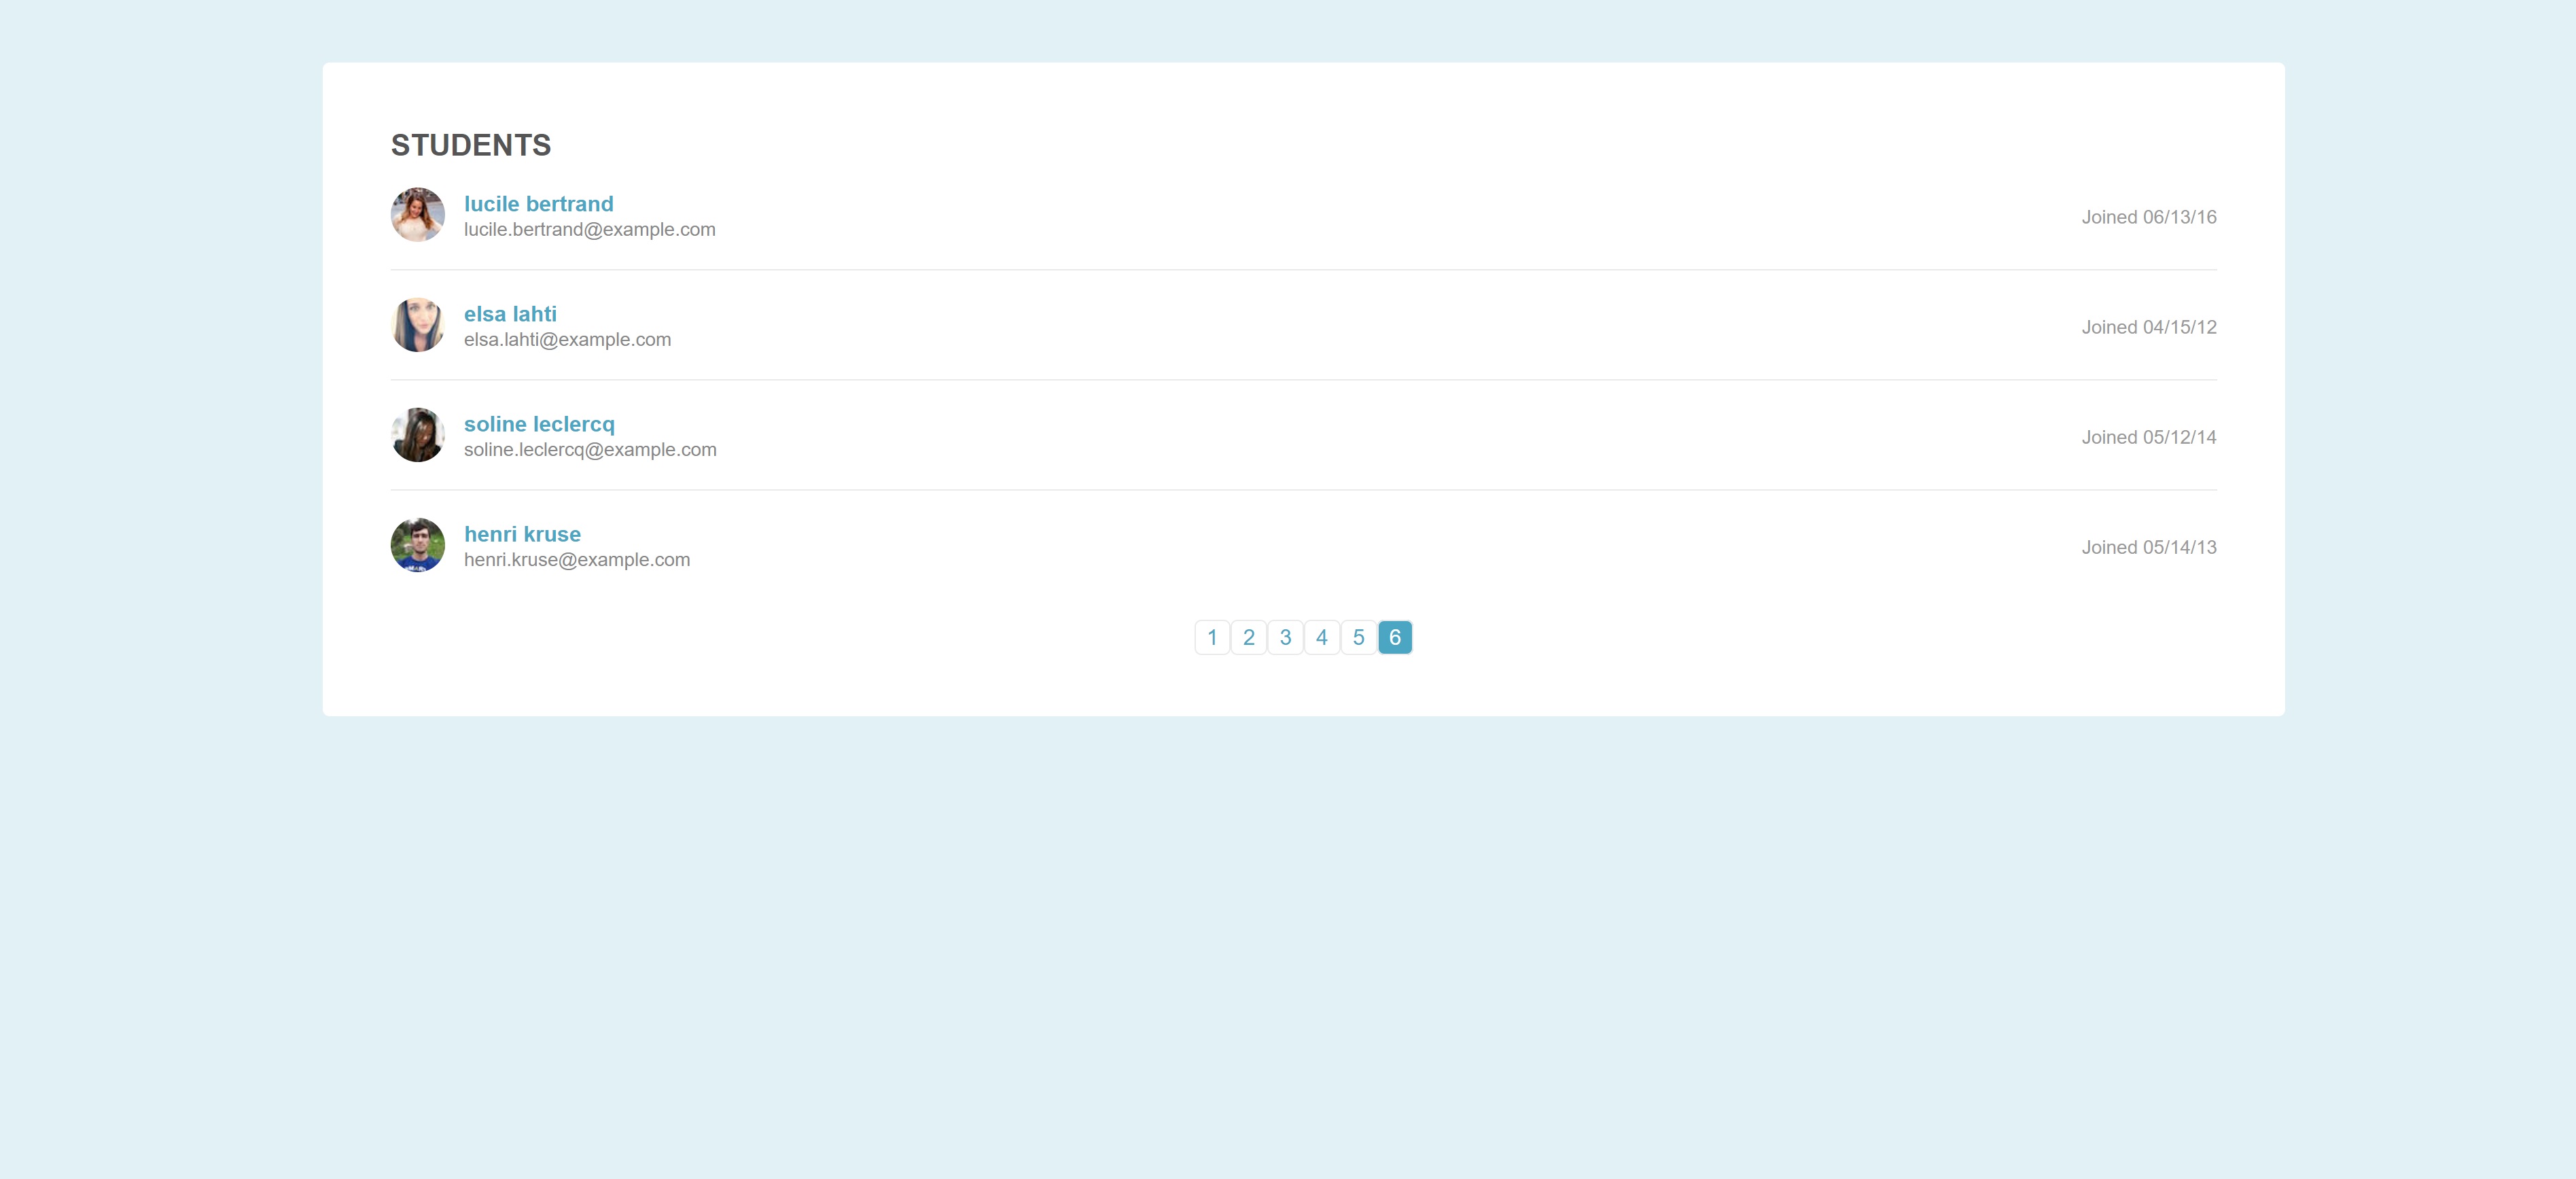 STUDENTS
lucile bertrand
lucile.bertrand@example.com
Joined 06/13/16
elsa lahti
elsa.lahti@example.com
Joined 04/15/12
soline leclercq
soline.leclercq@example.com
Joined 05/12/14
henri kruse
henri.kruse@example.com
Joined 05/14/13
1 2 3 4 5 6